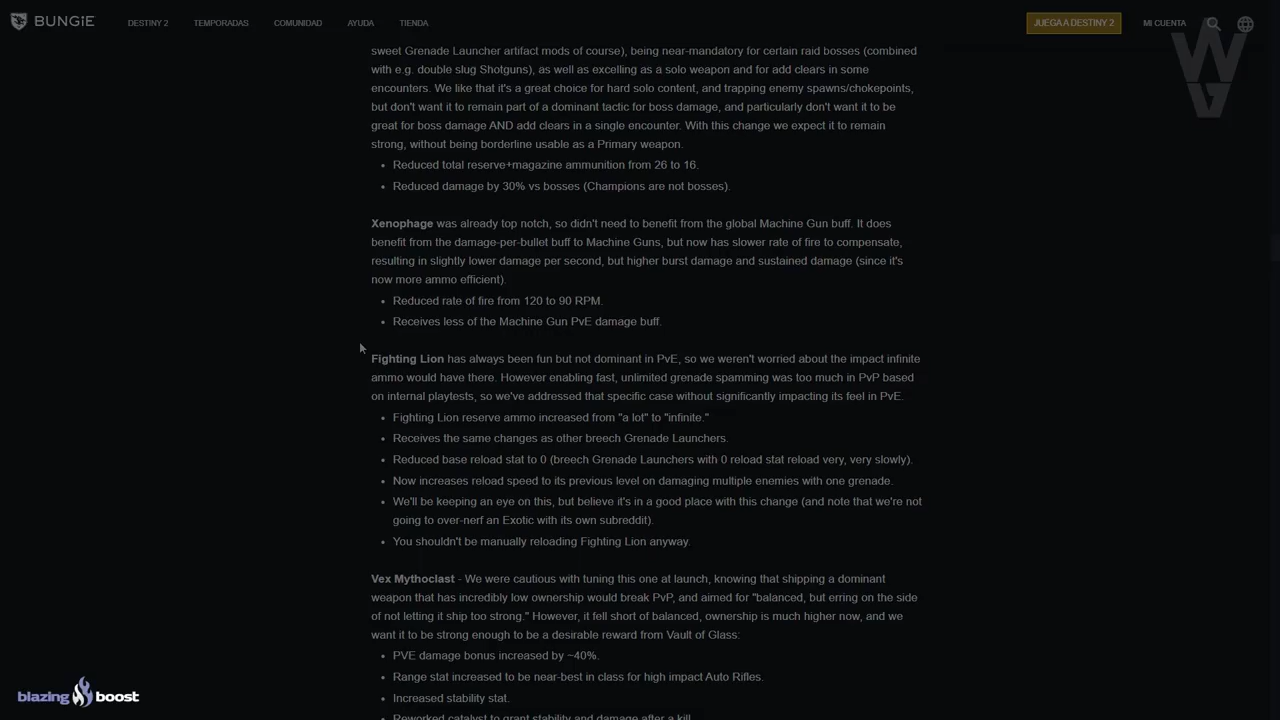 BUNGiE
DESTINY 2
TEMPORADAS
COMUNIDAD
AYUDA
TIENDA
JUEGA A DESTINY 2
MI CUENTA
sweet Grenade Launcher artifact mods of course), being near-mandatory for certain raid bosses (combined
with e.g. double slug Shotguns), as well as excelling as a solo weapon and for add clears in some
encounters. We like that it's a great choice for hard solo content, and trapping enemy spawns/chokepoints,
but don't want it to remain part of a dominant tactic for boss damage, and particularly don't want it to be
great for boss damage AND add clears in a single encounter. With this change we expect it to remain
strong, without being borderline usable as a Primary weapon.
• Reduced total reserve+magazine ammunition from 26 to 16.
• Reduced damage by 30% vs bosses (Champions are not bosses).
Xenophage was already top notch, so didn't need to benefit from the global Machine Gun buff. It does
benefit from the damage-per-bullet buff to Machine Guns, but now has slower rate of fire to compensate,
resulting in slightly lower damage per second, but higher burst damage and sustained damage (since it's
now more ammo efficient).
• Reduced rate of fire from 120 to 90 RPM.
• Receives less of the Machine Gun PvE damage buff.
Fighting Lion has always been fun but not dominant in PvE, so we weren't worried about the impact infinite
ammo would have there. However enabling fast, unlimited grenade spamming was too much in PvP based
on internal playtests, so we've addressed that specific case without significantly impacting its feel in PvE.
• Fighting Lion reserve ammo increased from "a lot" to "infinite."
• Receives the same changes as other breech Grenade Launchers.
• Reduced base reload stat to 0 (breech Grenade Launchers with 0 reload stat reload very, very slowly).
• Now increases reload speed to its previous level on damaging multiple enemies with one grenade.
• We'll be keeping an eye on this, but believe it's in a good place with this change (and note that we're not
going to over-nerf an Exotic with its own subreddit).
• You shouldn't be manually reloading Fighting Lion anyway.
Vex Mythoclast - We were cautious with tuning this one at launch, knowing that shipping a dominant
weapon that has incredibly low ownership would break PvP, and aimed for "balanced, but erring on the side
of not letting it ship too strong." However, it fell short of balanced, ownership is much higher now, and we
want it to be strong enough to be a desirable reward from Vault of Glass:
• PVE damage bonus increased by ~40%.
• Range stat increased to be near-best in class for high impact Auto Rifles.
• Increased stability stat.
• Reworked catalyst to grant stability and damage after a kill.
blazing boost